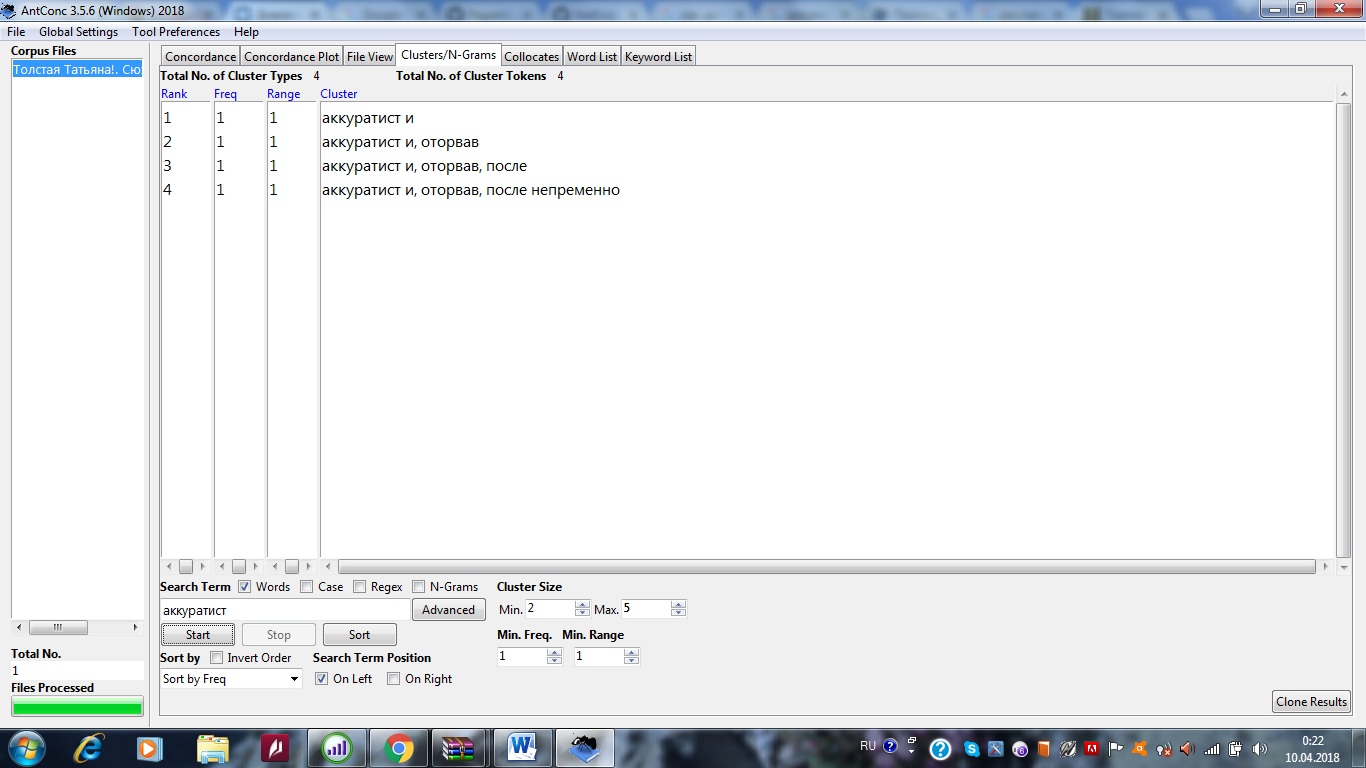 AntConc 3.5.6 (Windows) 2018
File Global Settings Tool Preferences Help
Corpus Files
Толстая Татьяна!. Сю
Concordance Concordance Plot File View Clusters/N-Grams Collocates Word List Keyword List
Total No. of Cluster Types 4 Total No. of Cluster Tokens 4
Rank Freq Range Cluster
1 1 1 аккуратист и
2 1 1 аккуратист и, оторвав
3 1 1 аккуратист и, оторвав, после
4 1 1 аккуратист и, оторвав, после непременно
Search Term Words Case Regex N-Grams Cluster Size
аккуратист Advanced Min. 2 Max. 5
Start Stop Sort Min. Freq. Min. Range
Total No.
1
Sort by Invert Order Search Term Position 1 1
Sort by Freq On Left On Right
Files Processed
Clone Results
RU 0:22
10.04.2018